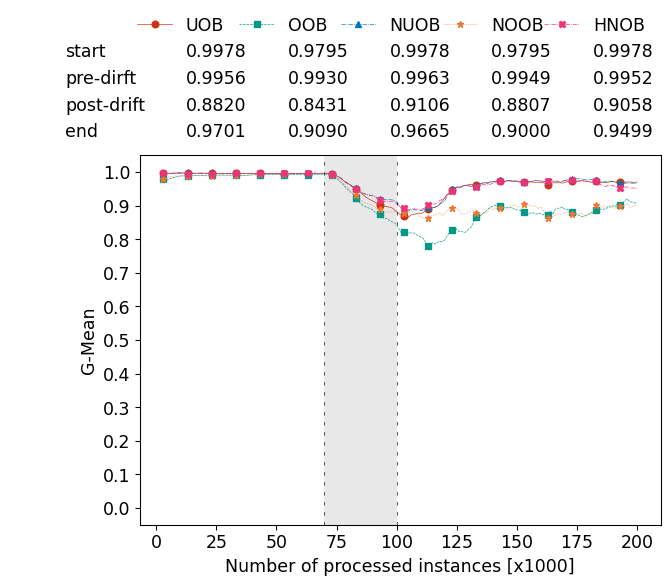 UOB OOB NUOB NOOB HNOB
start 0.9978 0.9795 0.9978 0.9795 0.9978
pre-dirft 0.9956 0.9930 0.9963 0.9949 0.9952
post-drift 0.8820 0.8431 0.9106 0.8807 0.9058
end 0.9701 0.9090 0.9665 0.9000 0.9499
1.0
0.9
0.8
0.7
0.6
0.5
0.4
0.3
0.2
0.1
0.0
G-Mean
0 25 50 75 100 125 150 175 200
Number of processed instances [x1000]